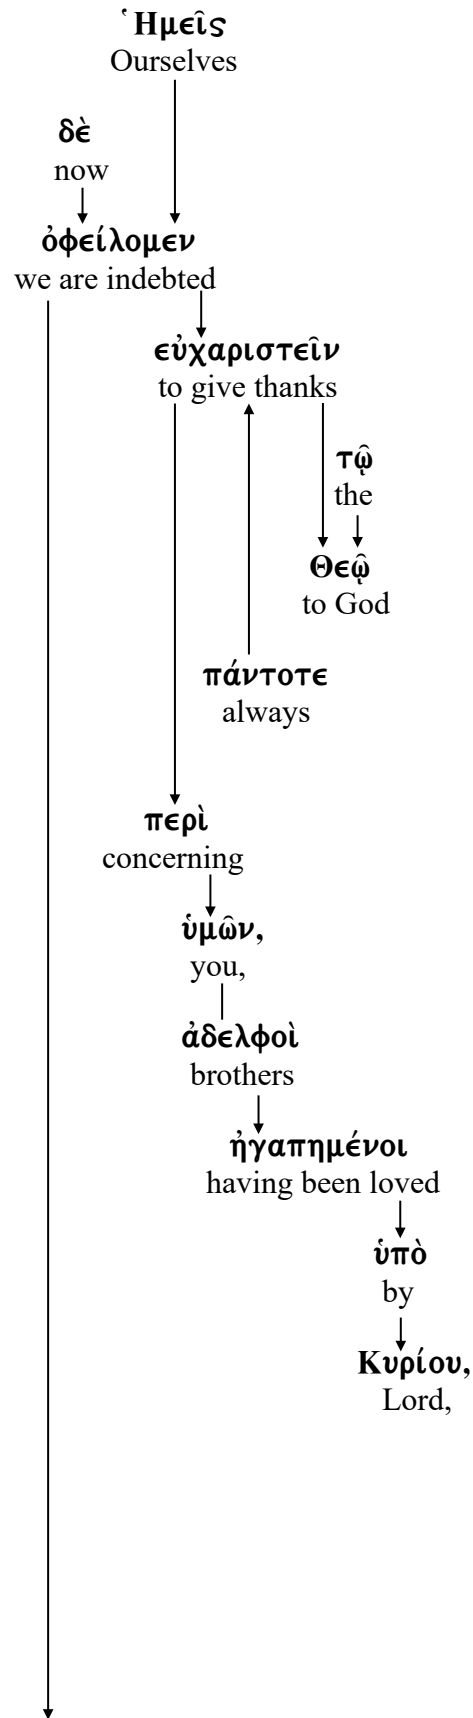 Ἡμεῖς
Ourselves
δὲ
now
ὀφείλομεν
we are indebted
εὐχαριστεῖν
to give thanks
τῷ
the
Θεῷ
to God
πάντοτε
always
περὶ
concerning
ὑμῶν,
you,
ἀδελφοὶ
brothers
ἠγαπημένοι
having been loved
ὑπὸ
by
Κυρίου,
Lord,